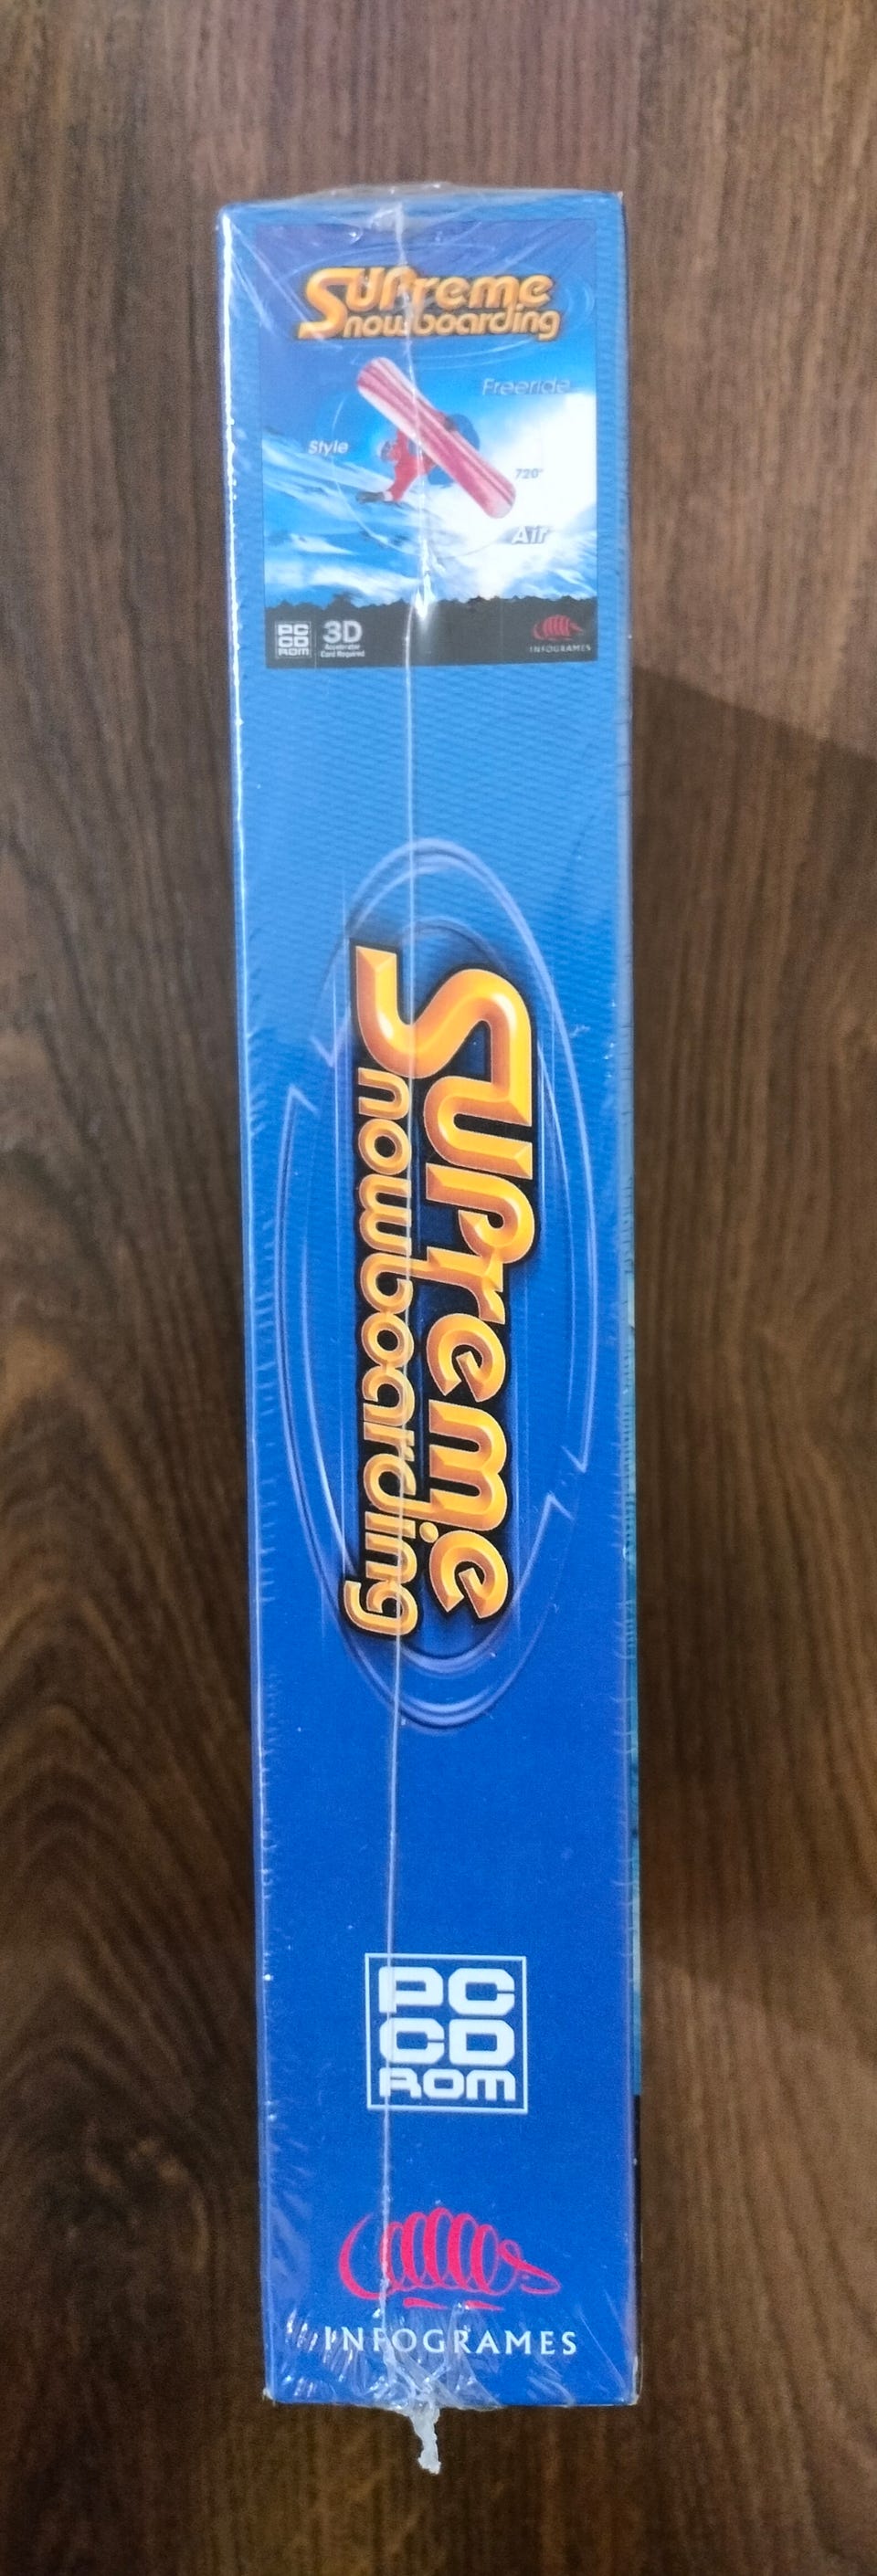 Supreme
Snowboarding
Freeride
Style
720°
Air
PC
CD
ROM
3D
Accelerator
Card Required
INFOGRAMES
Supreme
Snowboarding
PC
CD
ROM
INFOGRAMES